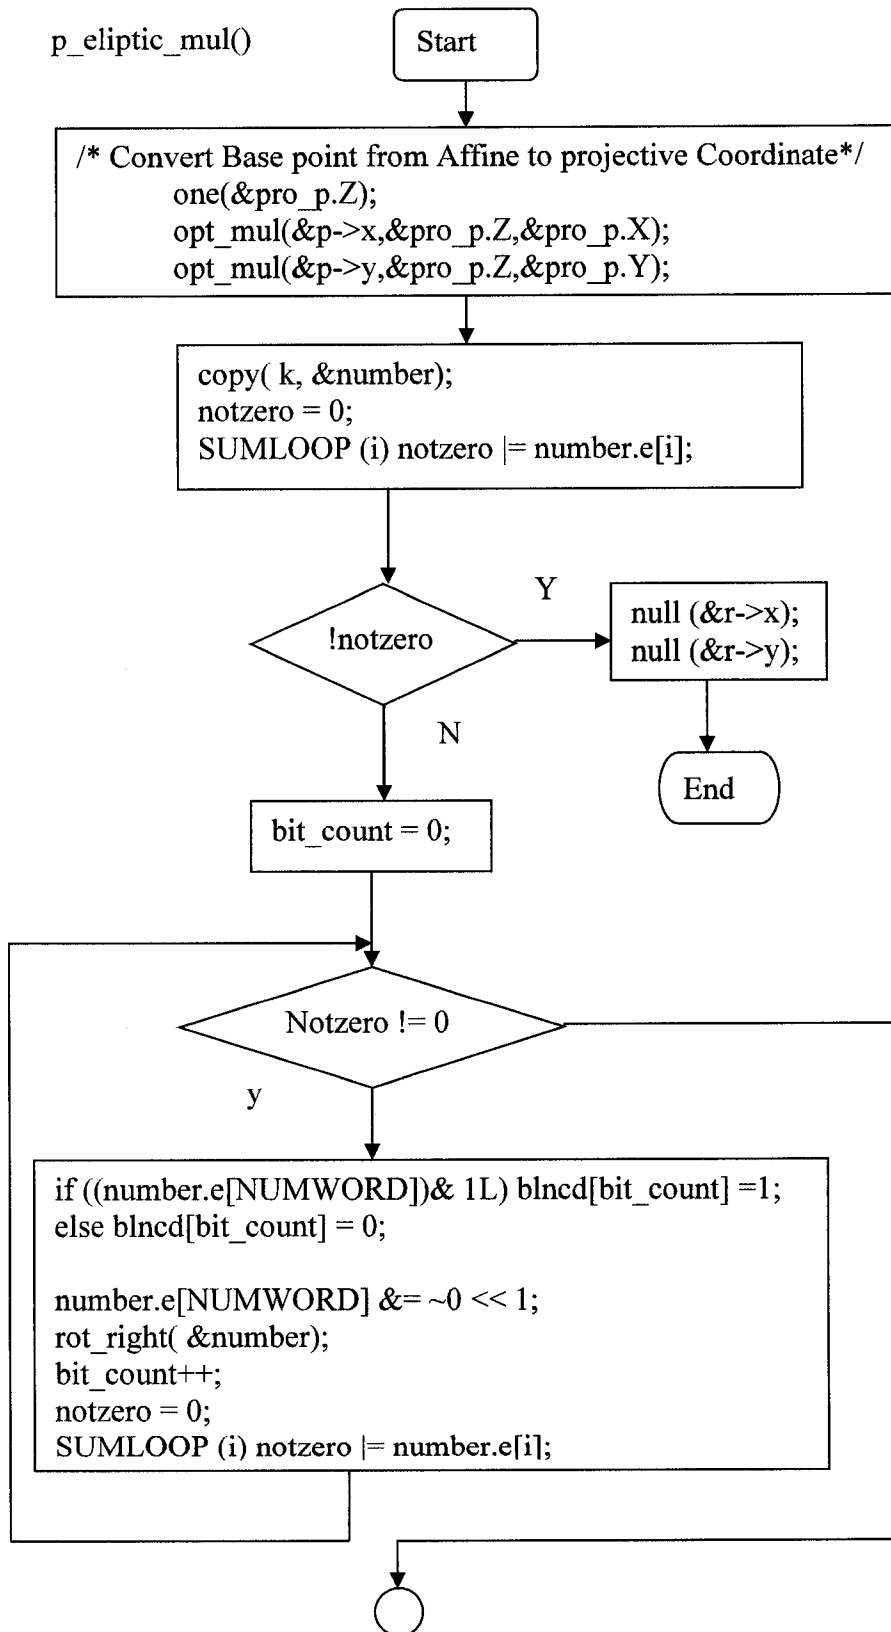 p_eliptic_mul()
Start
/* Convert Base point from Affine to projective Coordinate*/
one(&pro_p.Z);
opt_mul(&p->x,&pro_p.Z,&pro_p.X);
opt_mul(&p->y,&pro_p.Z,&pro_p.Y);
copy( k, &number);
notzero = 0;
SUMLOOP (i) notzero |= number.e[i];
!notzero
Y
null (&r->x);
null (&r->y);
N
End
bit_count = 0;
Notzero != 0
y
if ((number.e[NUMWORD])& 1L) blncd[bit_count] =1;
else blncd[bit_count] = 0;
number.e[NUMWORD] &= ~0 << 1;
rot_right( &number);
bit_count++;
notzero = 0;
SUMLOOP (i) notzero |= number.e[i];